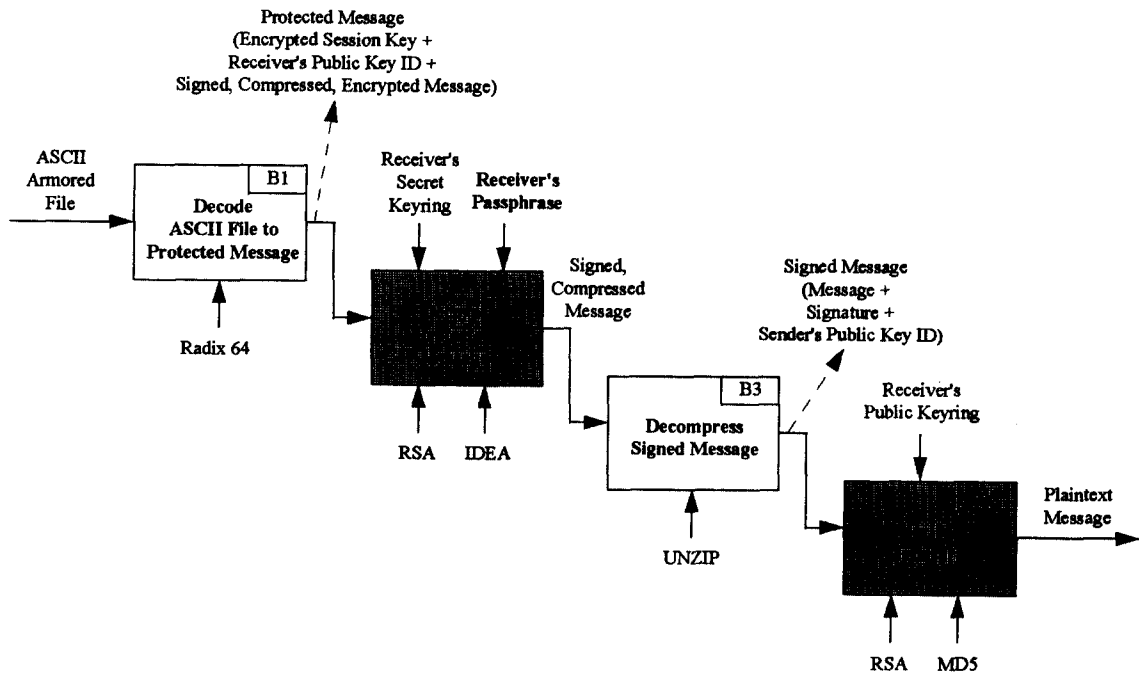 Protected Message
(Encrypted Session Key +
Receiver's Public Key ID +
Signed, Compressed, Encrypted Message)
ASCII
Armored
File
B1
Decode
ASCII File to
Protected Message
Radix 64
Receiver's
Secret
Keyring
Receiver's
Passphrase
RSA
IDEA
Signed,
Compressed
Message
Signed Message
(Message +
Signature +
Sender's Public Key ID)
B3
Decompress
Signed Message
UNZIP
Receiver's
Public Keyring
RSA
MD5
Plaintext
Message